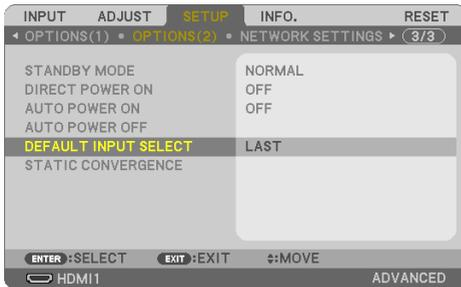 INPUT ADJUST SETUP INFO. RESET
◀ OPTIONS(1) ● OPTIONS(2) ● NETWORK SETTINGS ▶ 3/3
STANDBY MODE NORMAL
DIRECT POWER ON OFF
AUTO POWER ON OFF
AUTO POWER OFF
DEFAULT INPUT SELECT LAST
STATIC CONVERGENCE
ENTER :SELECT EXIT :EXIT :MOVE
HDMI1 ADVANCED